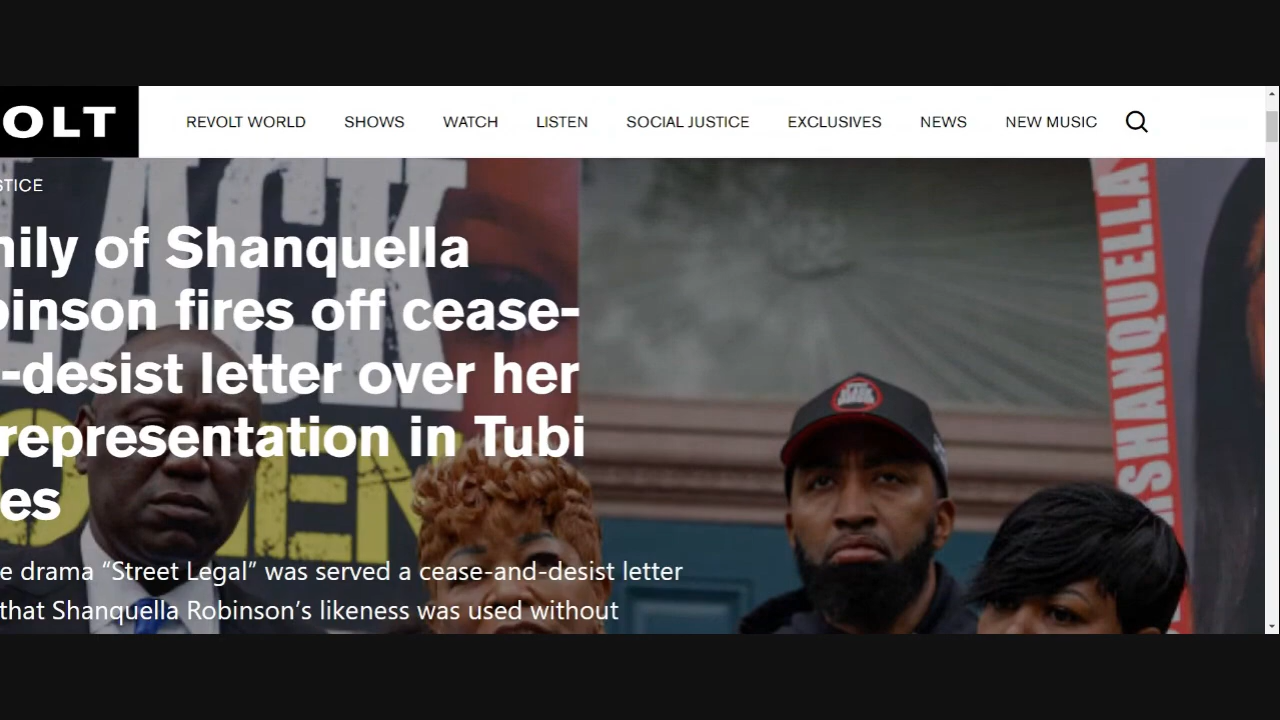 OLT
REVOLT WORLD SHOWS WATCH LISTEN SOCIAL JUSTICE EXCLUSIVES NEWS NEW MUSIC
STICE
nily of Shanquella
binson fires off cease-
-desist letter over her
representation in Tubi
es
e drama “Street Legal” was served a cease-and-desist letter
that Shanquella Robinson’s likeness was used without
LACK
OMEN
SHANQUELLA